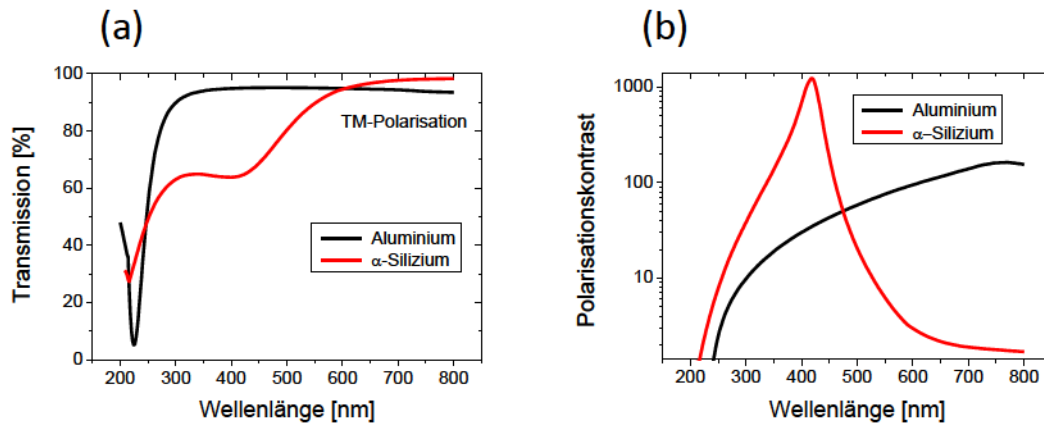 (a)
100
80
60
40
20
0
Transmission [%]
TM-Polarisation
Aluminium
α-Silizium
200 300 400 500 600 700 800
Wellenlänge [nm]
(b)
1000
100
10
Polarisationskontrast
Aluminium
α–Silizium
200 300 400 500 600 700 800
Wellenlänge [nm]